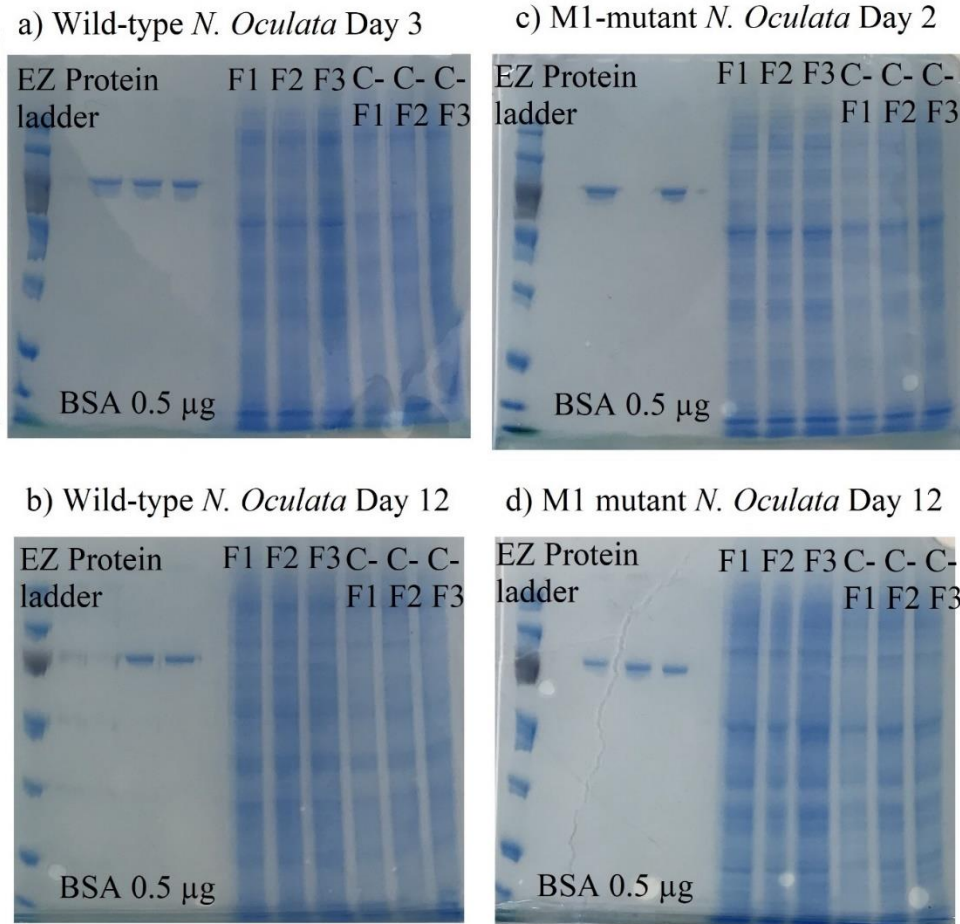 a) Wild-type N. Oculata Day 3
EZ Protein ladder
F1 F2 F3 C-F1 C-F2 C-F3
BSA 0.5 µg
c) M1-mutant N. Oculata Day 2
EZ Protein ladder
F1 F2 F3 C-F1 C-F2 C-F3
BSA 0.5 µg
b) Wild-type N. Oculata Day 12
EZ Protein ladder
F1 F2 F3 C-F1 C-F2 C-F3
BSA 0.5 µg
d) M1 mutant N. Oculata Day 12
EZ Protein ladder
F1 F2 F3 C-F1 C-F2 C-F3
BSA 0.5 µg